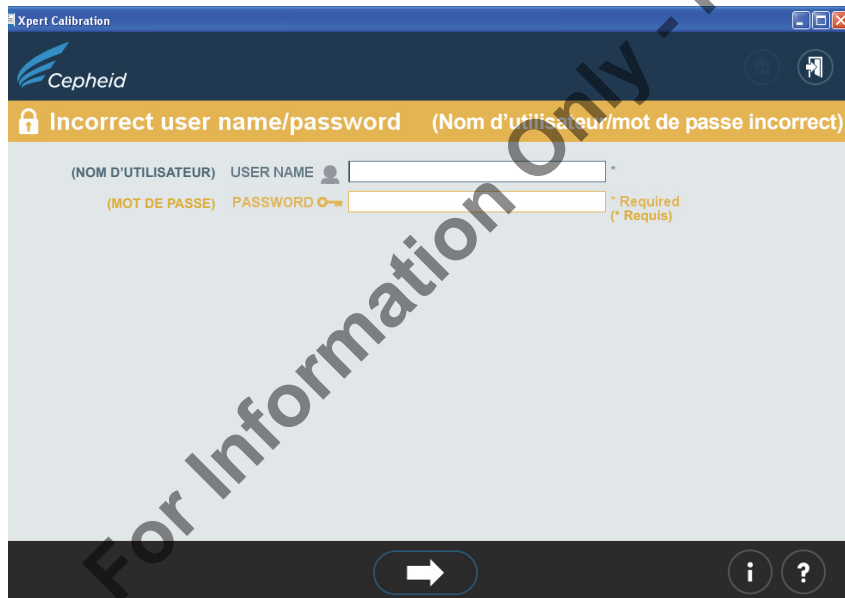 Xpert Calibration
Cepheid
Incorrect user name/password (Nom d'utilisateur/mot de passe incorrect)
(NOM D'UTILISATEUR) USER NAME *
(MOT DE PASSE) PASSWORD * Required
(* Requis)
For Information Only -
i ?